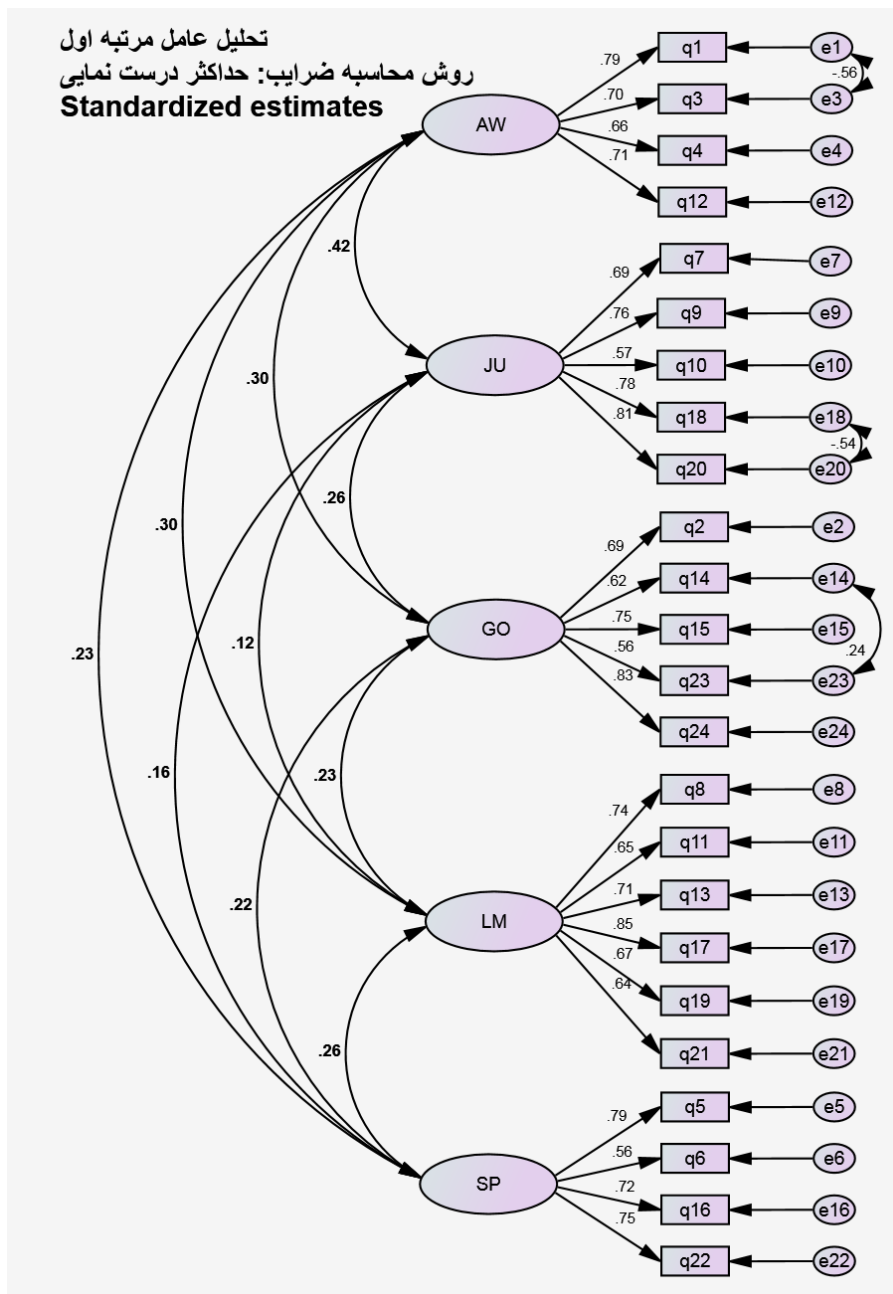 تحلیل عامل مرتبه اول
روش محاسبه ضرایب: حداکثر درست نمایی
Standardized estimates
AW
JU
GO
LM
SP
.42
.30
.26
.30
.12
.23
.23
.16
.22
.26
.79 q1 e1
-.56
.70 q3 e3
.66 q4 e4
.71 q12 e12
.69 q7 e7
.76 q9 e9
.57 q10 e10
.78 q18 e18
-.54
.81 q20 e20
.69 q2 e2
.62 q14 e14
.75 q15 e15
.24
.56 q23 e23
.83 q24 e24
.74 q8 e8
.65 q11 e11
.71 q13 e13
.85 q17 e17
.67 q19 e19
.64 q21 e21
.79 q5 e5
.56 q6 e6
.72 q16 e16
.75 q22 e22